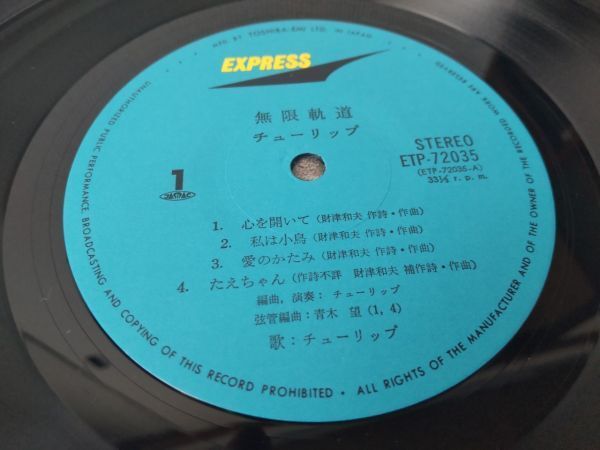 MFG. BY TOSHIBA-EMI LTD. IN JAPAN
EXPRESS
無限軌道
チューリップ
STEREO
ETP-72035
(ETP-72035-A)
33⅓ r. p. m.
1
JASRAC
1. 心を開いて (財津和夫 作詩・作曲)
2. 私は小鳥 (財津和夫 作詩・作曲)
3. 愛のかたみ (財津和夫 作詩・作曲)
4. たえちゃん (作詩不詳 財津和夫 補作詩・作曲)
編曲, 演奏: チューリップ
弦管編曲: 青木 望 (1, 4)
歌: チューリップ
UNAUTHORIZED PUBLIC PERFORMANCE, BROADCASTING AND COPYING OF THIS RECORD PROHIBITED • ALL RIGHTS OF THE MANUFACTURER AND OF THE OWNER OF THE RECORDED WORK ARE RESERVED